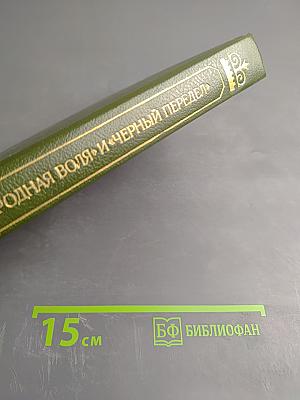 РОДНАЯ ВОЛЯ» И «ЧЕРНЫЙ ПЕРЕДЕЛ»
15 см
БФ БИБЛИОФАН